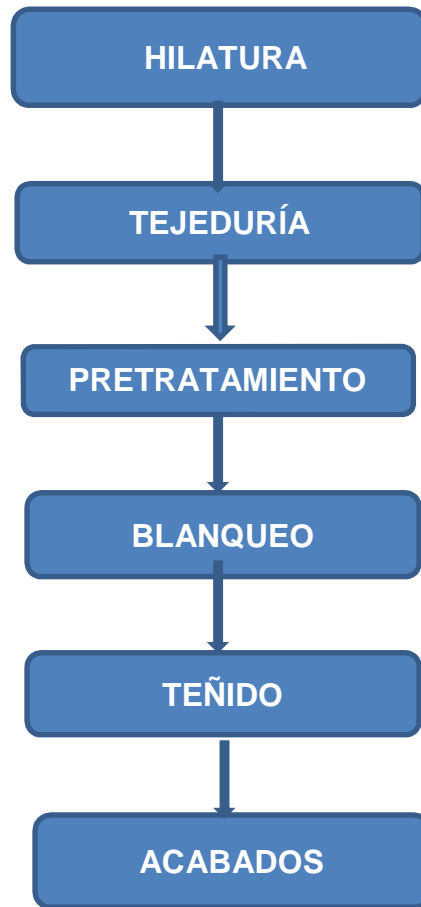 HILATURA
TEJEDURÍA
PRETRATAMIENTO
BLANQUEO
TEÑIDO
ACABADOS